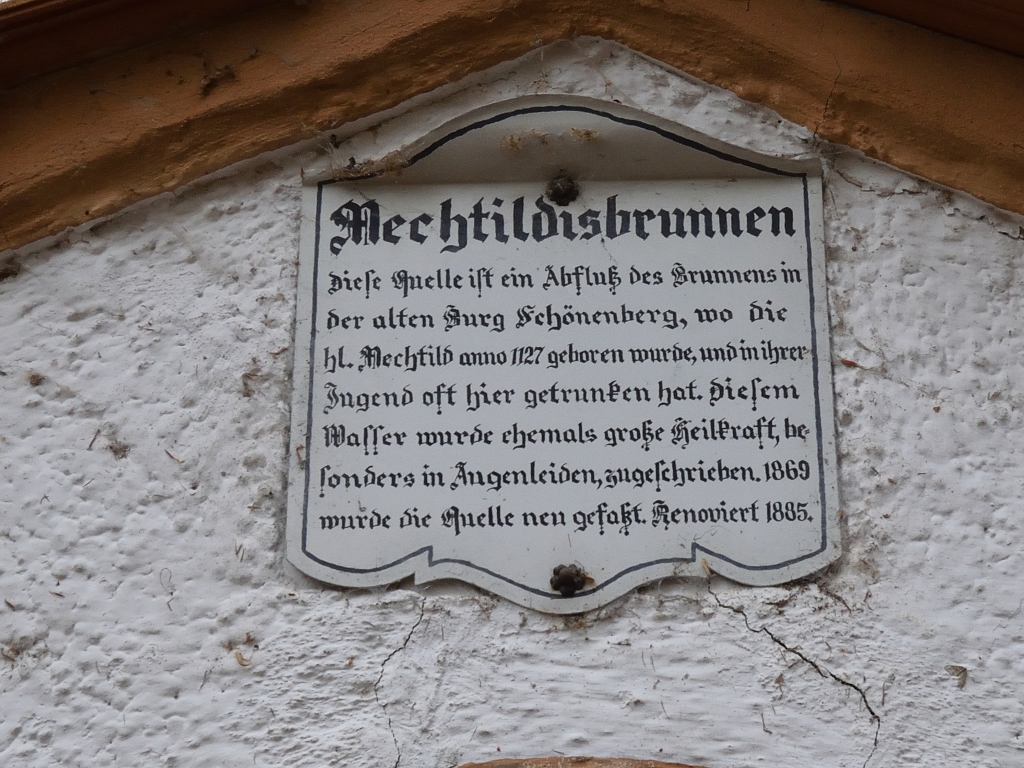 Mechtildisbrunnen
Diese Quelle ist ein Abfluß des Brunnens in
der alten Burg Schönenberg, wo die
hl. Mechtild anno 1127 geboren wurde, und in ihrer
Jugend oft hier getrunken hat. Diesem
Wasser wurde ehemals große Heilkraft, be-
sonders in Augenleiden, zugeschrieben. 1869
wurde die Quelle neu gefaßt. Renoviert 1885.